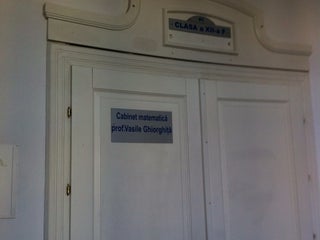 CLASA a XII-a F
Cabinet matematică
prof.Vasile Ghiorghiță